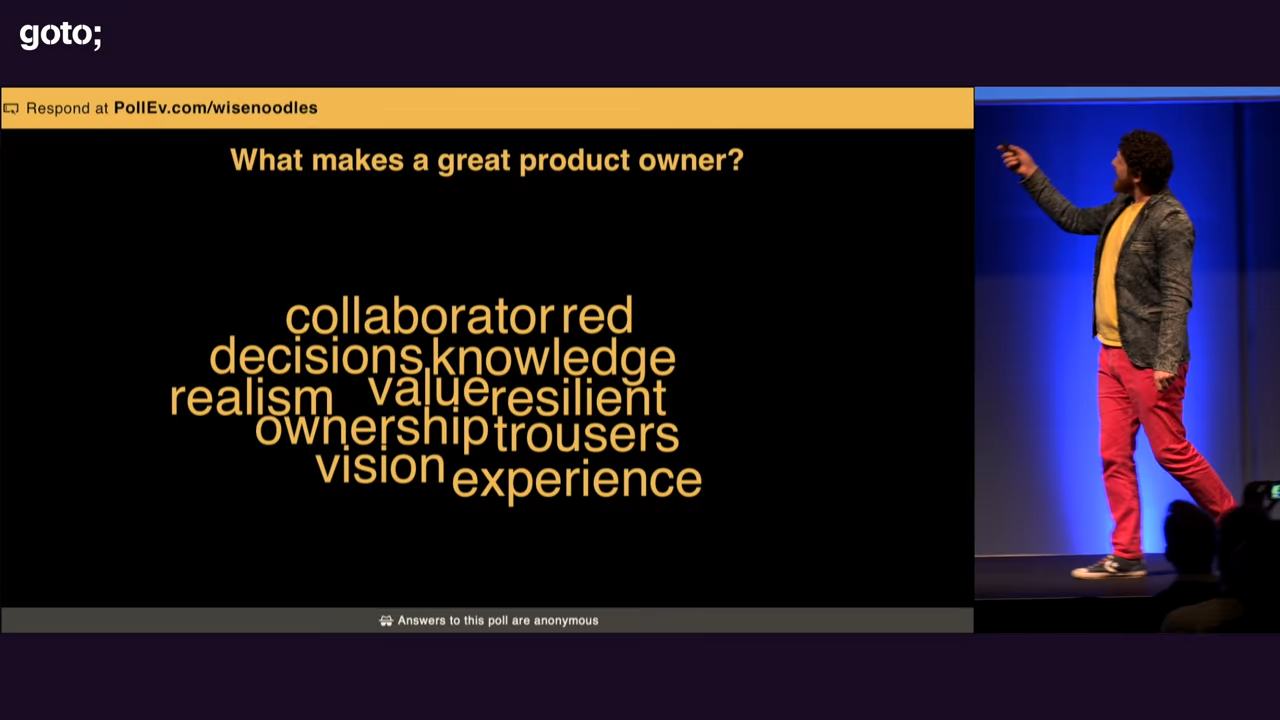 goto;
Respond at PollEv.com/wisenoodles
What makes a great product owner?
collaborator red
decisions knowledge
realism value resilient
ownership trousers
vision experience
Answers to this poll are anonymous